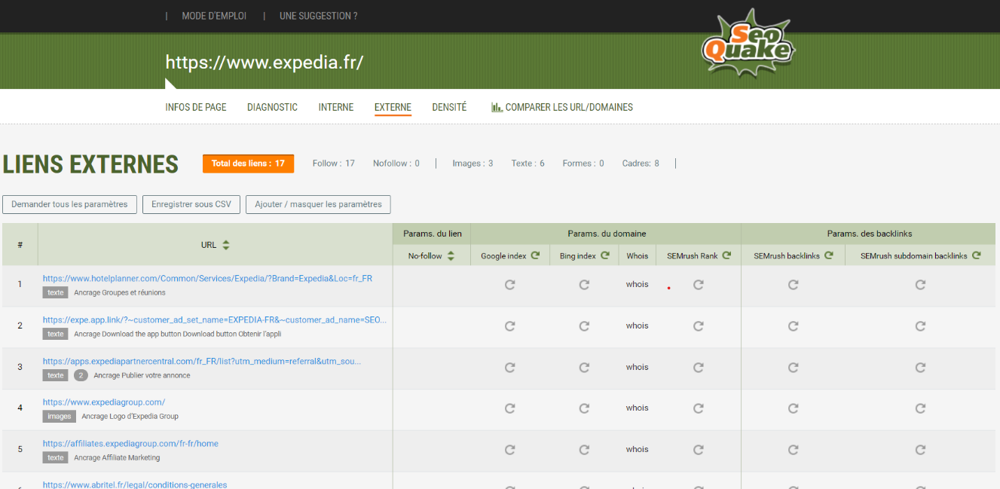 | MODE D'EMPLOI | UNE SUGGESTION ?
Seo
Quake
https://www.expedia.fr/
INFOS DE PAGE DIAGNOSTIC INTERNE EXTERNE DENSITÉ COMPARER LES URL/DOMAINES
LIENS EXTERNES Total des liens : 17 Follow : 17 Nofollow : 0 | Images : 3 Texte : 6 Formes : 0 Cadres: 8 |
Demander tous les paramètres Enregistrer sous CSV Ajouter / masquer les paramètres
Params. du lien Params. du domaine Params. des backlinks
# URL No-follow Google index Bing index Whois SEMrush Rank SEMrush backlinks SEMrush subdomain backlinks
1 https://www.hotelplanner.com/Common/Services/Expedia/?Brand=Expedia&Loc=fr_FR whois
texte Ancrage Groupes et réunions
2 https://expe.app.link/?~customer_ad_set_name=EXPEDIA-FR&~customer_ad_name=SEO... whois
texte Ancrage Download the app button Download button Obtenir l'appli
3 https://apps.expediapartnercentral.com/fr_FR/list?utm_medium=referral&utm_sou... whois
texte 2 Ancrage Publier votre annonce
4 https://www.expediagroup.com/ whois
images Ancrage Logo d'Expedia Group
5 https://affiliates.expediagroup.com/fr-fr/home whois
texte Ancrage Affiliate Marketing
https://www.abritel.fr/legal/conditions-generales